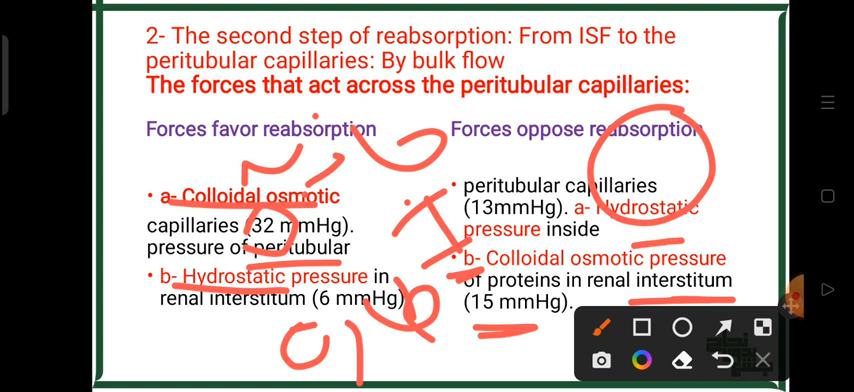 2- The second step of reabsorption: From ISF to the
peritubular capillaries: By bulk flow
The forces that act across the peritubular capillaries:
Forces favor reabsorption
• a- Colloidal osmotic
capillaries (32 mmHg).
pressure of peritubular
• b- Hydrostatic pressure in
renal interstitum (6 mmHg)
Forces oppose reabsorption
• peritubular capillaries
(13mmHg). a- Hydrostatic
pressure inside
• b- Colloidal osmotic pressure
of proteins in renal interstitum
(15 mmHg).